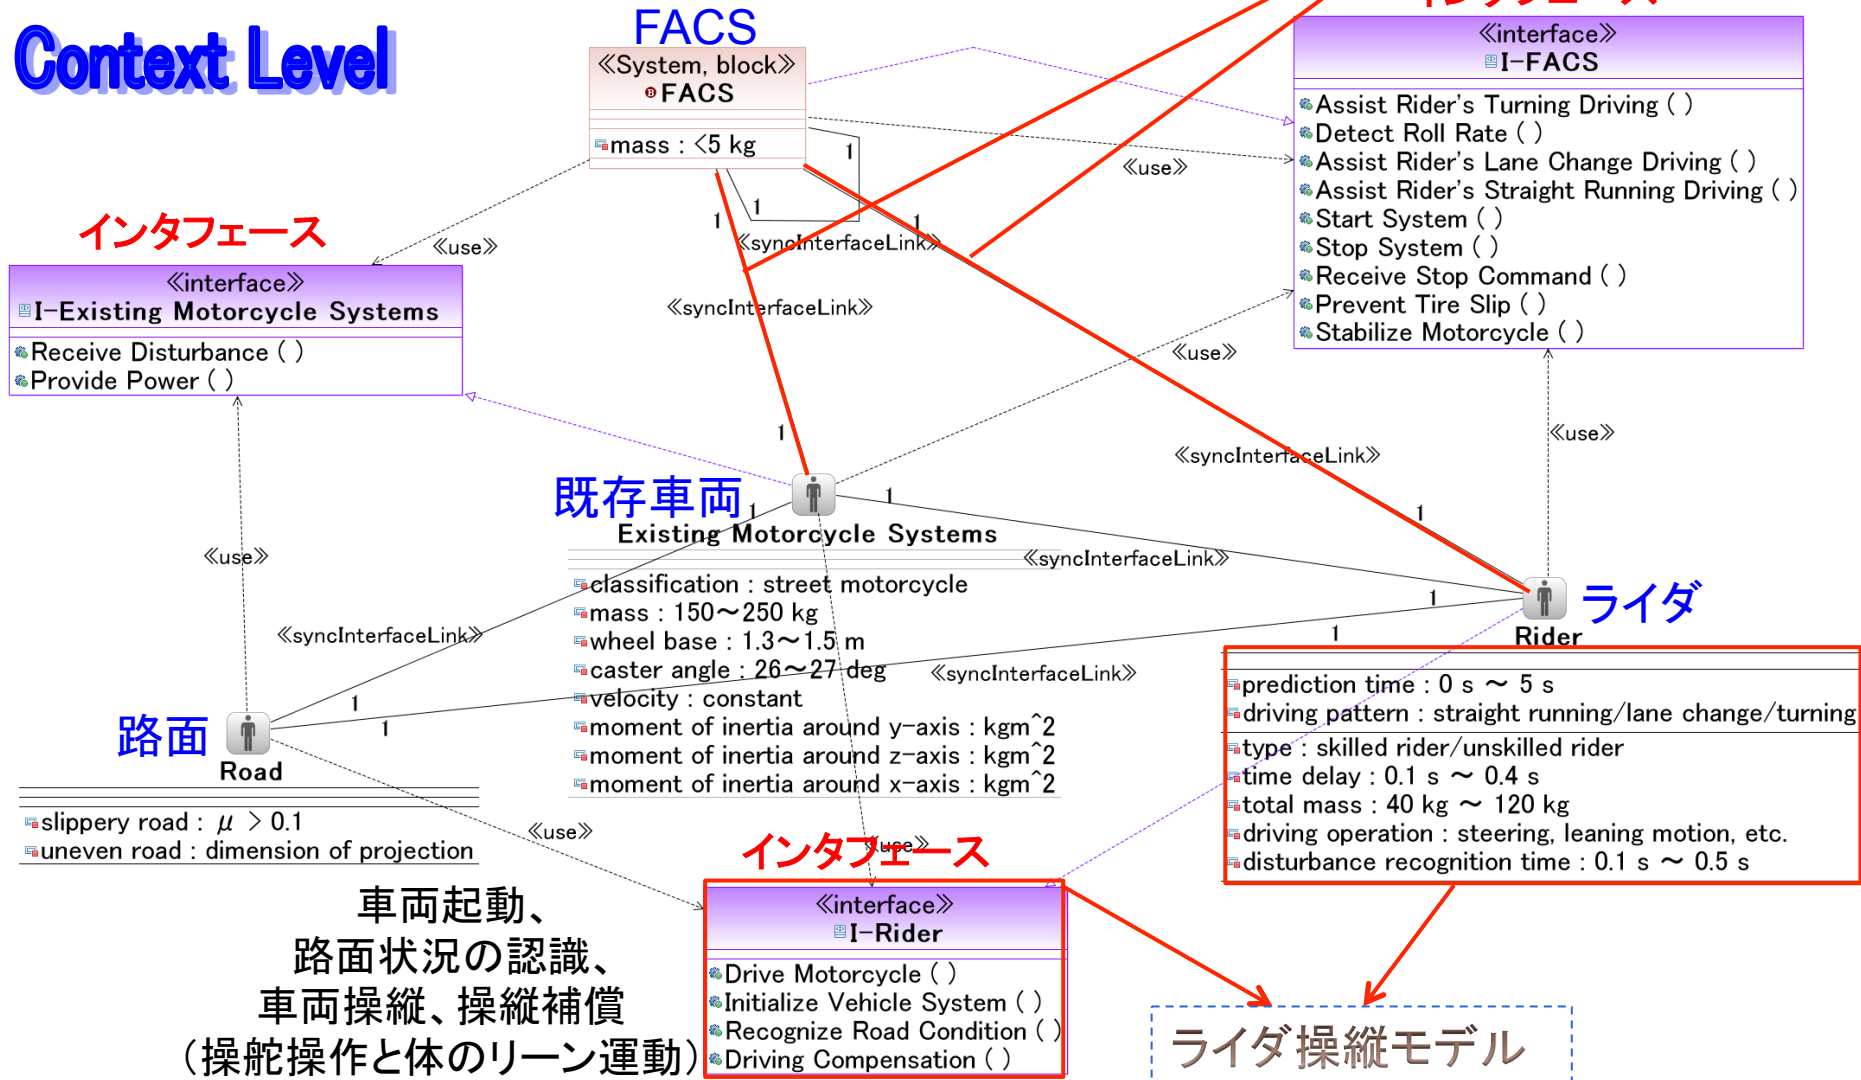 Context Level
FACS
《System, block》
FACS
mass : <5 kg
インタフェース
《interface》
I-FACS
Assist Rider's Turning Driving ( )
Detect Roll Rate ( )
Assist Rider's Lane Change Driving ( )
Assist Rider's Straight Running Driving ( )
Start System ( )
Stop System ( )
Receive Stop Command ( )
Prevent Tire Slip ( )
Stabilize Motorcycle ( )
《use》
1
1
1
1
《syncInterfaceLink》
《syncInterfaceLink》
インタフェース
《use》
《interface》
I-Existing Motorcycle Systems
Receive Disturbance ( )
Provide Power ( )
《use》
《use》
1
《syncInterfaceLink》
既存車両
1
1
1
Existing Motorcycle Systems
classification : street motorcycle
mass : 150～250 kg
wheel base : 1.3～1.5 m
caster angle : 26～27 deg
velocity : constant
moment of inertia around y-axis : kgm^2
moment of inertia around z-axis : kgm^2
moment of inertia around x-axis : kgm^2
《use》
《syncInterfaceLink》
《syncInterfaceLink》
《syncInterfaceLink》
1
1
ライダ
Rider
prediction time : 0 s ～ 5 s
driving pattern : straight running/lane change/turning
type : skilled rider/unskilled rider
time delay : 0.1 s ～ 0.4 s
total mass : 40 kg ～ 120 kg
driving operation : steering, leaning motion, etc.
disturbance recognition time : 0.1 s ～ 0.5 s
1
1
路面
Road
slippery road : μ > 0.1
uneven road : dimension of projection
《use》
《use》
インタフェース
《interface》
I-Rider
Drive Motorcycle ( )
Initialize Vehicle System ( )
Recognize Road Condition ( )
Driving Compensation ( )
車両起動、
路面状況の認識、
車両操縦、操縦補償
（操舵操作と体のリーン運動）
ライダ操縦モデル